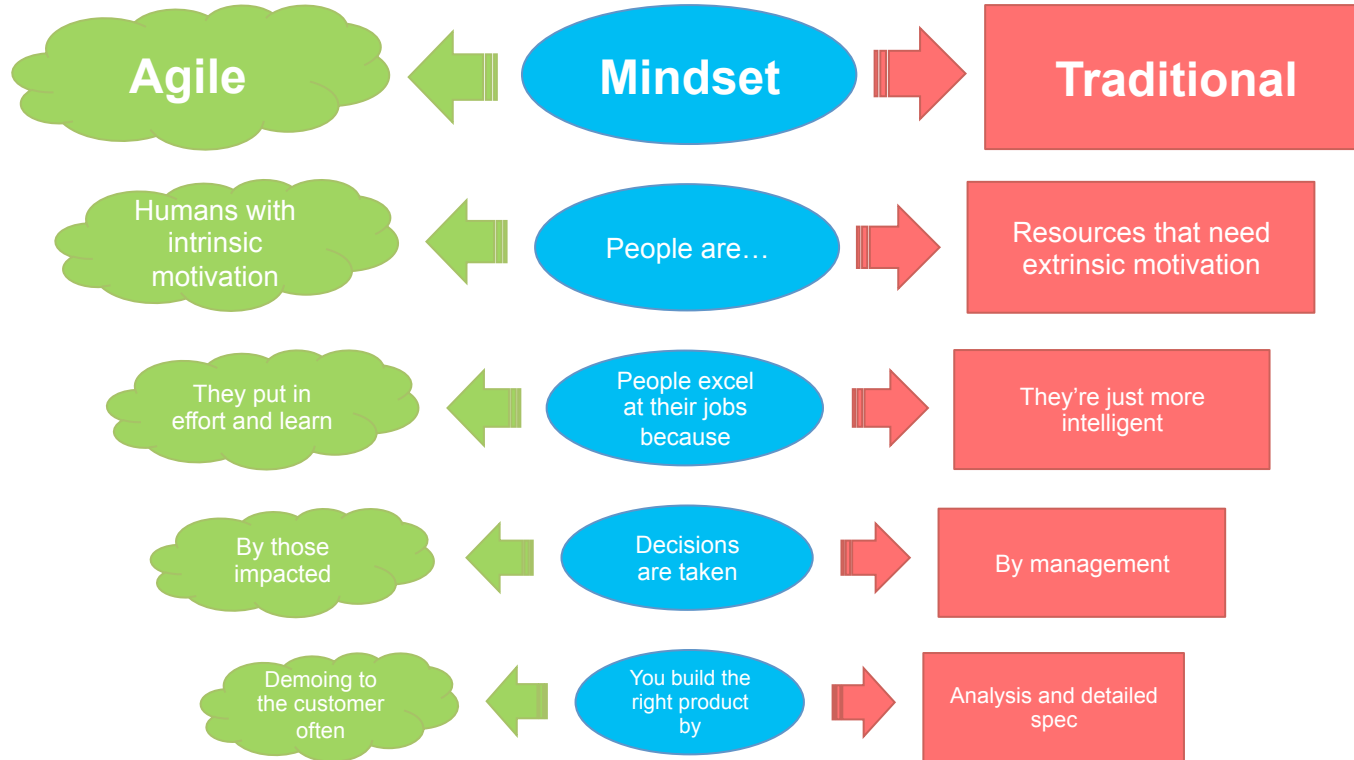 Agile
Mindset
Traditional
Humans with
intrinsic
motivation
People are…
Resources that need
extrinsic motivation
They put in
effort and learn
People excel
at their jobs
because
They’re just more
intelligent
By those
impacted
Decisions
are taken
By management
Demoing to
the customer
often
You build the
right product
by
Analysis and detailed
spec